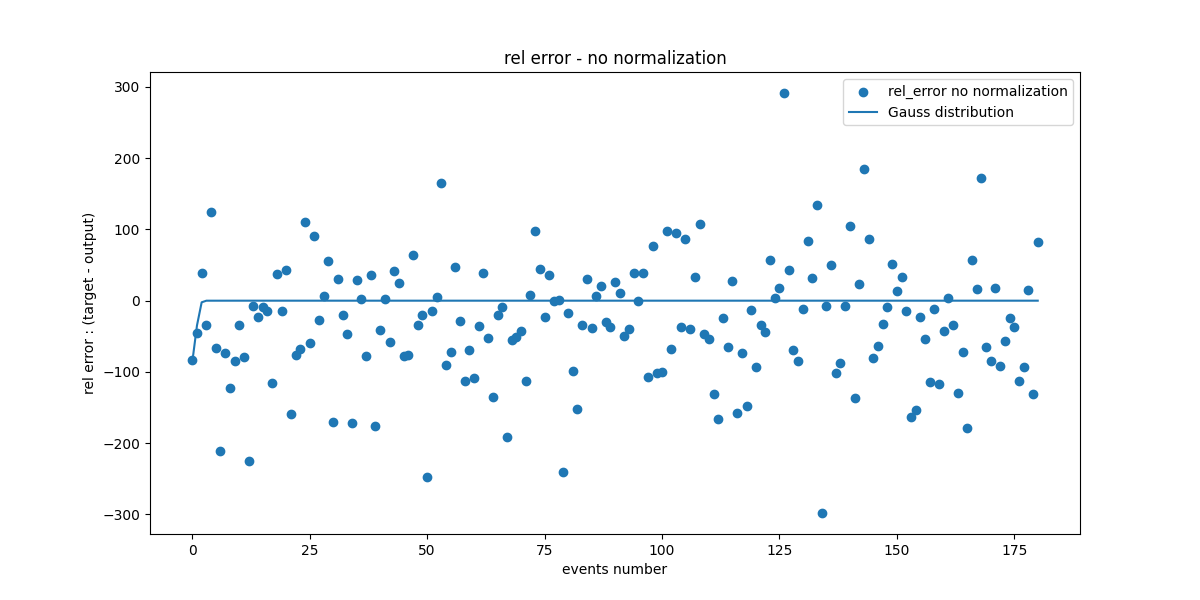 rel error - no normalization
rel_error no normalization
Gauss distribution
300
200
100
0
−100
−200
−300
rel error : (target - output)
0 25 50 75 100 125 150 175
events number